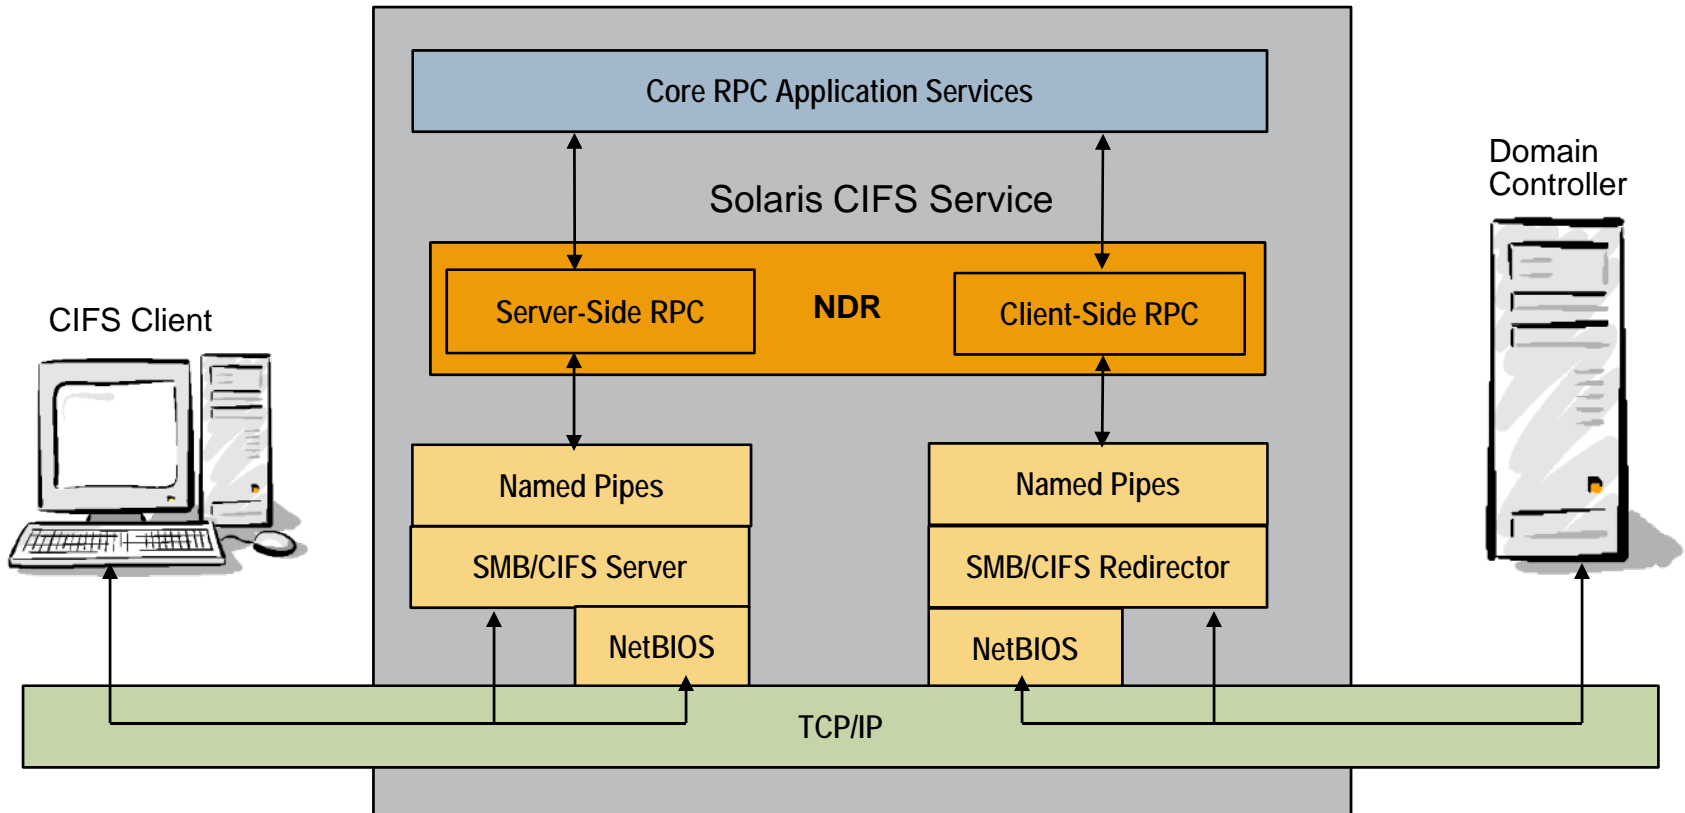 Core RPC Application Services
Domain
Controller
Solaris CIFS Service
CIFS Client
Server-Side RPC
NDR
Client-Side RPC
Named Pipes
Named Pipes
SMB/CIFS Server
SMB/CIFS Redirector
NetBIOS
NetBIOS
TCP/IP